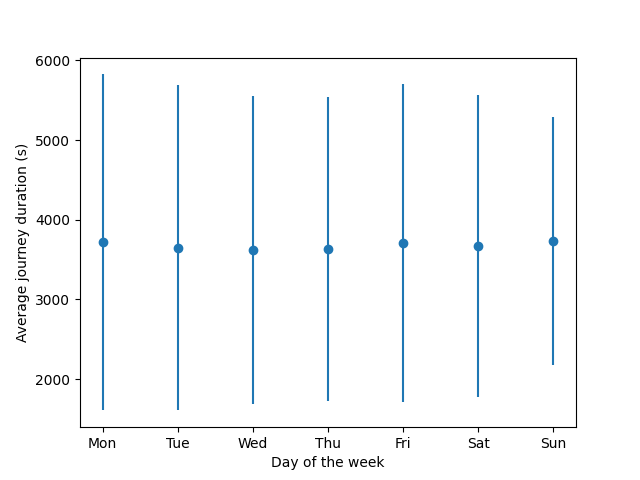 6000
5000
4000
3000
2000
Average journey duration (s)
Mon Tue Wed Thu Fri Sat Sun
Day of the week